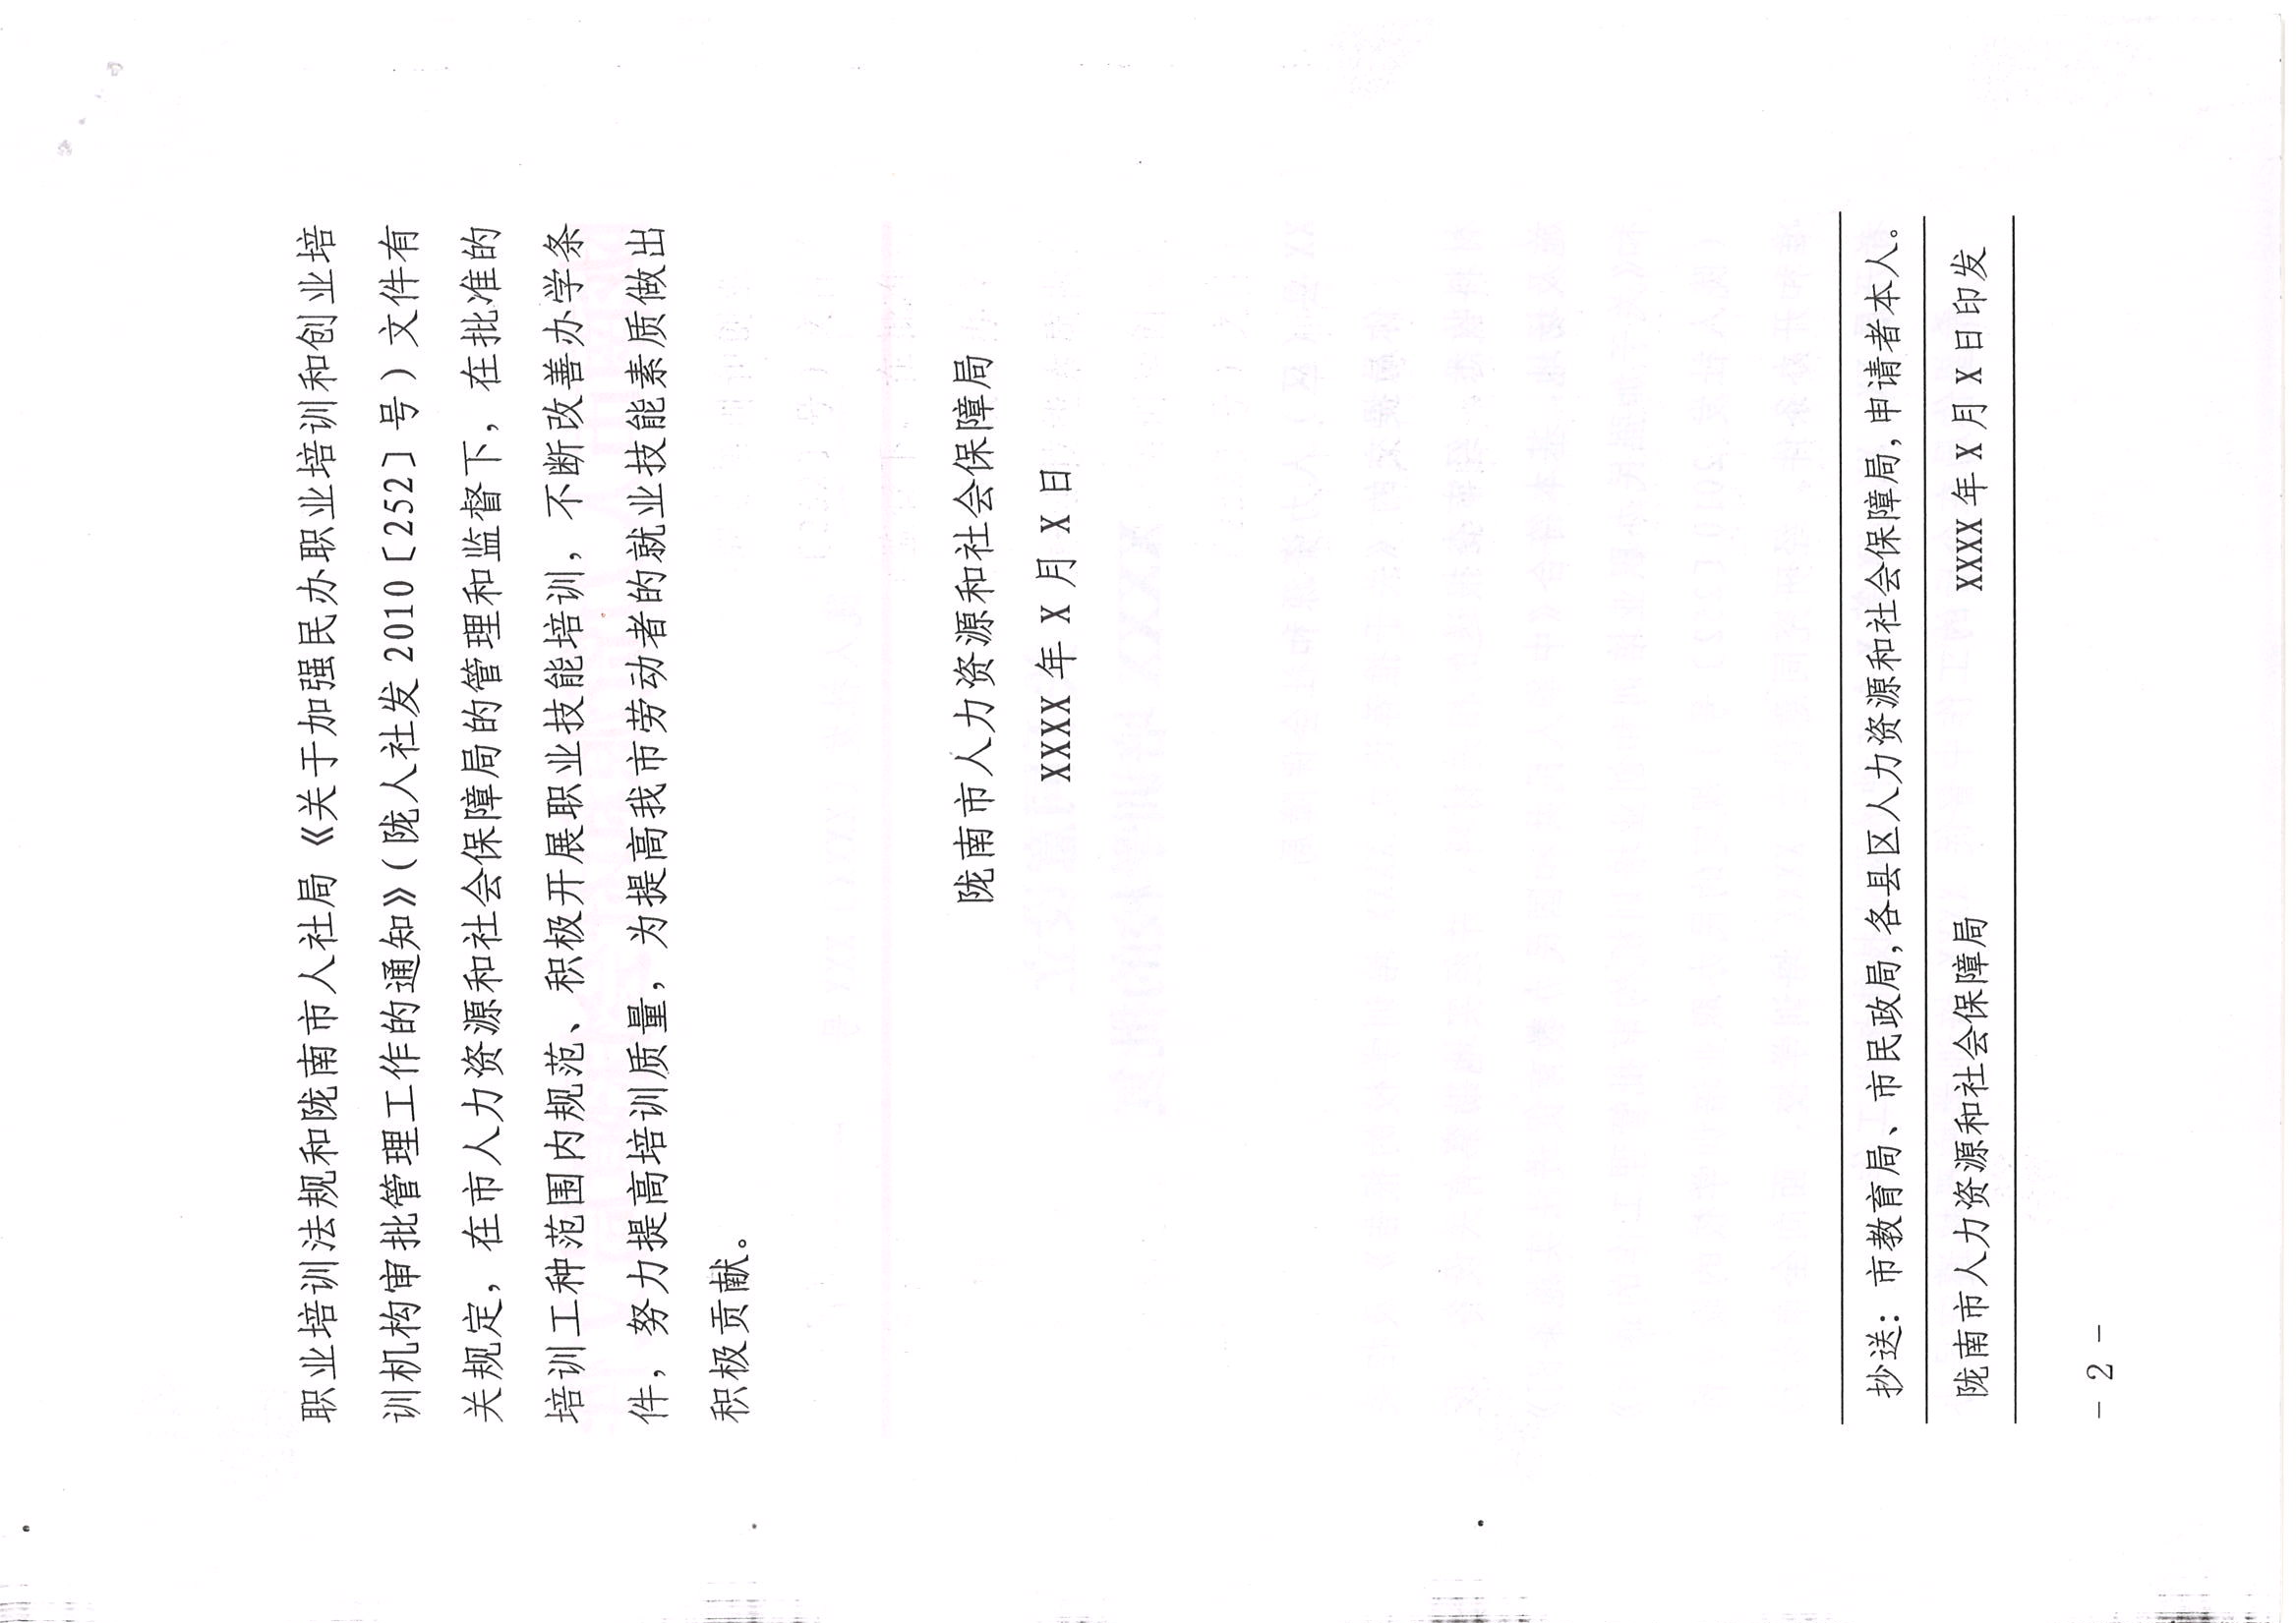 职业培训法规和陇南市人社局《关于加强民办职业培训和创业培
训机构审批管理工作的通知》（陇人社发 2010〔252〕号）文件有
关规定，在市人力资源和社会保障局的管理和监督下，在批准的
培训工种范围内规范、积极开展职业技能培训，不断改善办学条
件，努力提高培训质量，为提高我市劳动者的就业技能素质做出
积极贡献。
陇南市人力资源和社会保障局
XXXX 年 X 月 X 日
抄送：市教育局、市民政局，各县区人力资源和社会保障局，申请者本人。
陇南市人力资源和社会保障局 XXXX 年 X 月 X 日印发
- 2 -